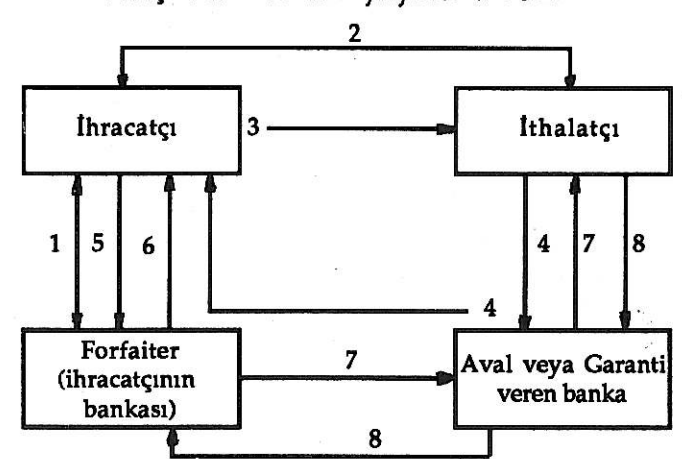 2
İhracatçı
3
İthalatçı
1
5
6
4
7
8
4
Forfaiter
(ihracatçının
bankası)
7
Aval veya Garanti
veren banka
8